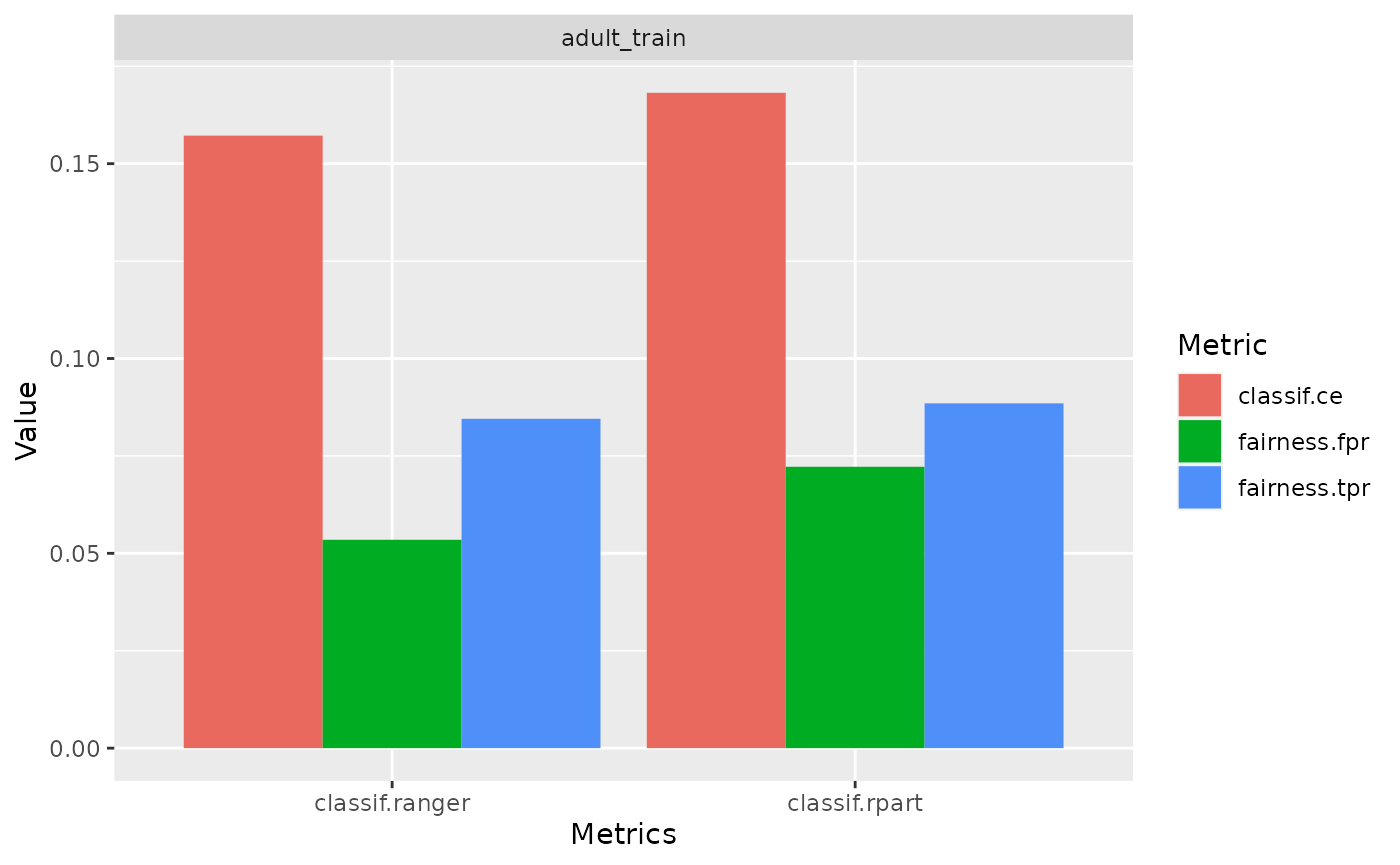 adult_train
Value
0.15
0.10
0.05
0.00
classif.ranger
classif.rpart
Metrics
Metric
classif.ce
fairness.fpr
fairness.tpr